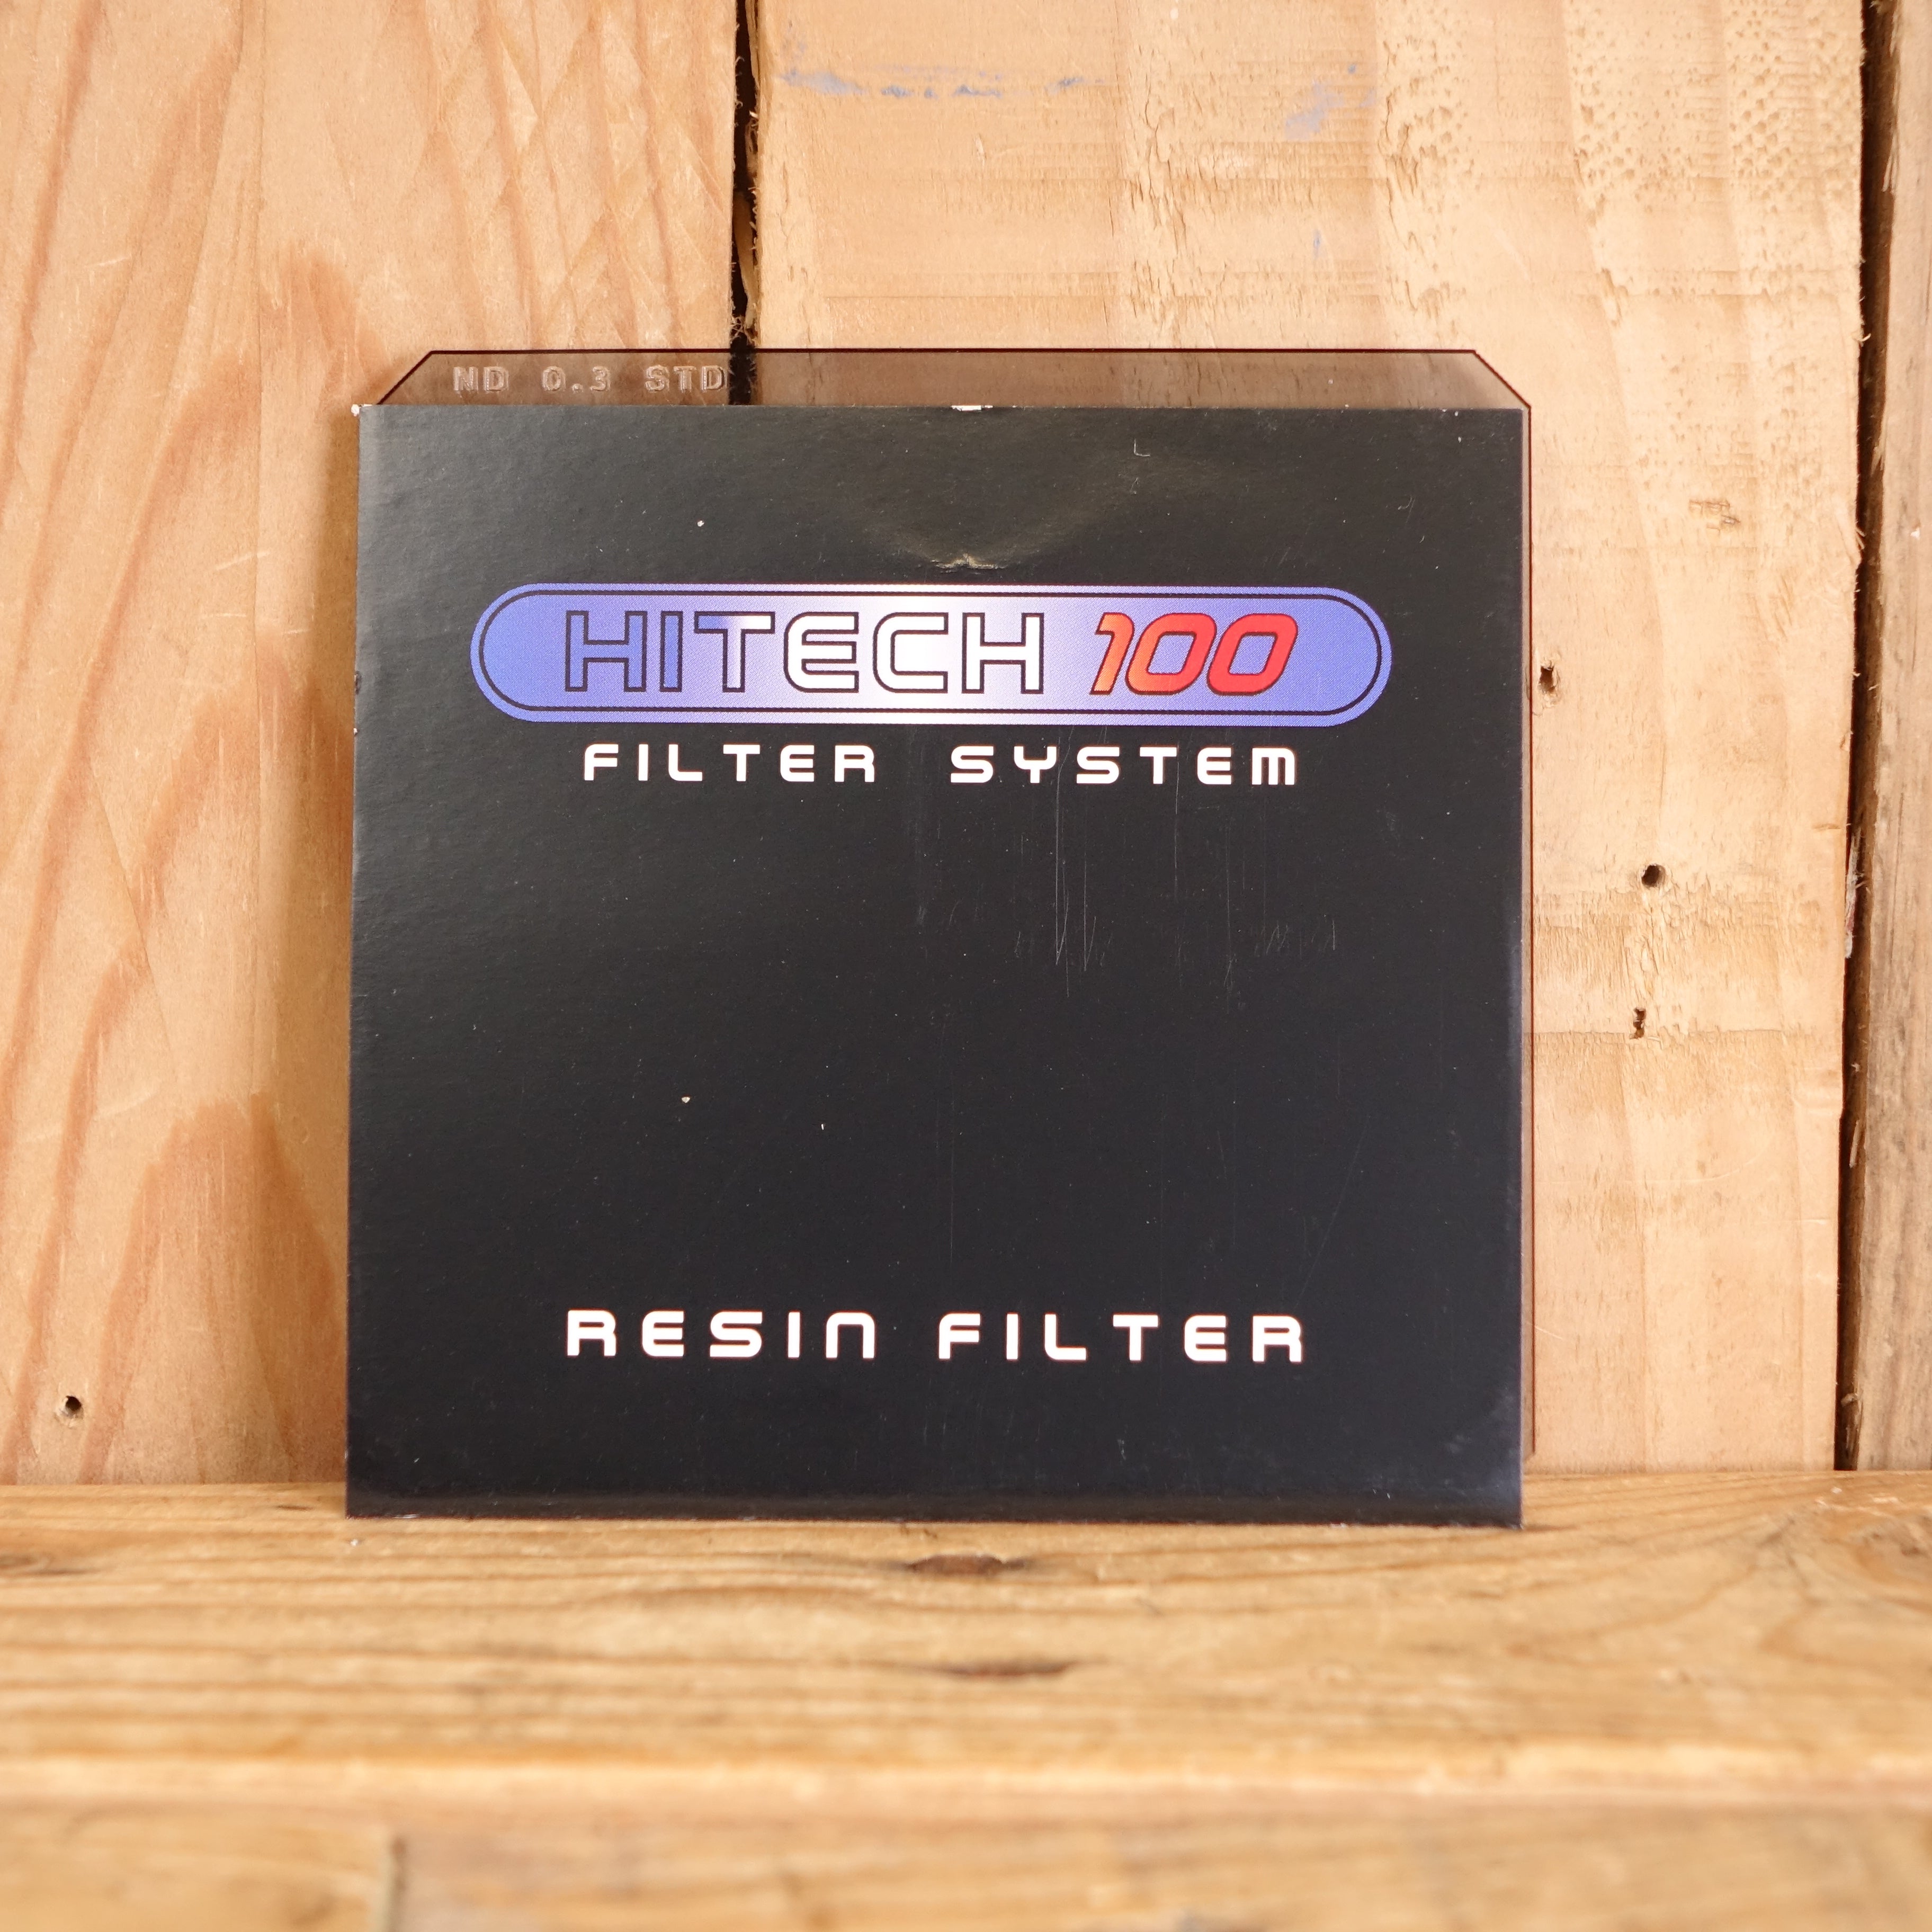 ND 0.3 STD
HITECH 100
FILTER SYSTEM
RESIN FILTER